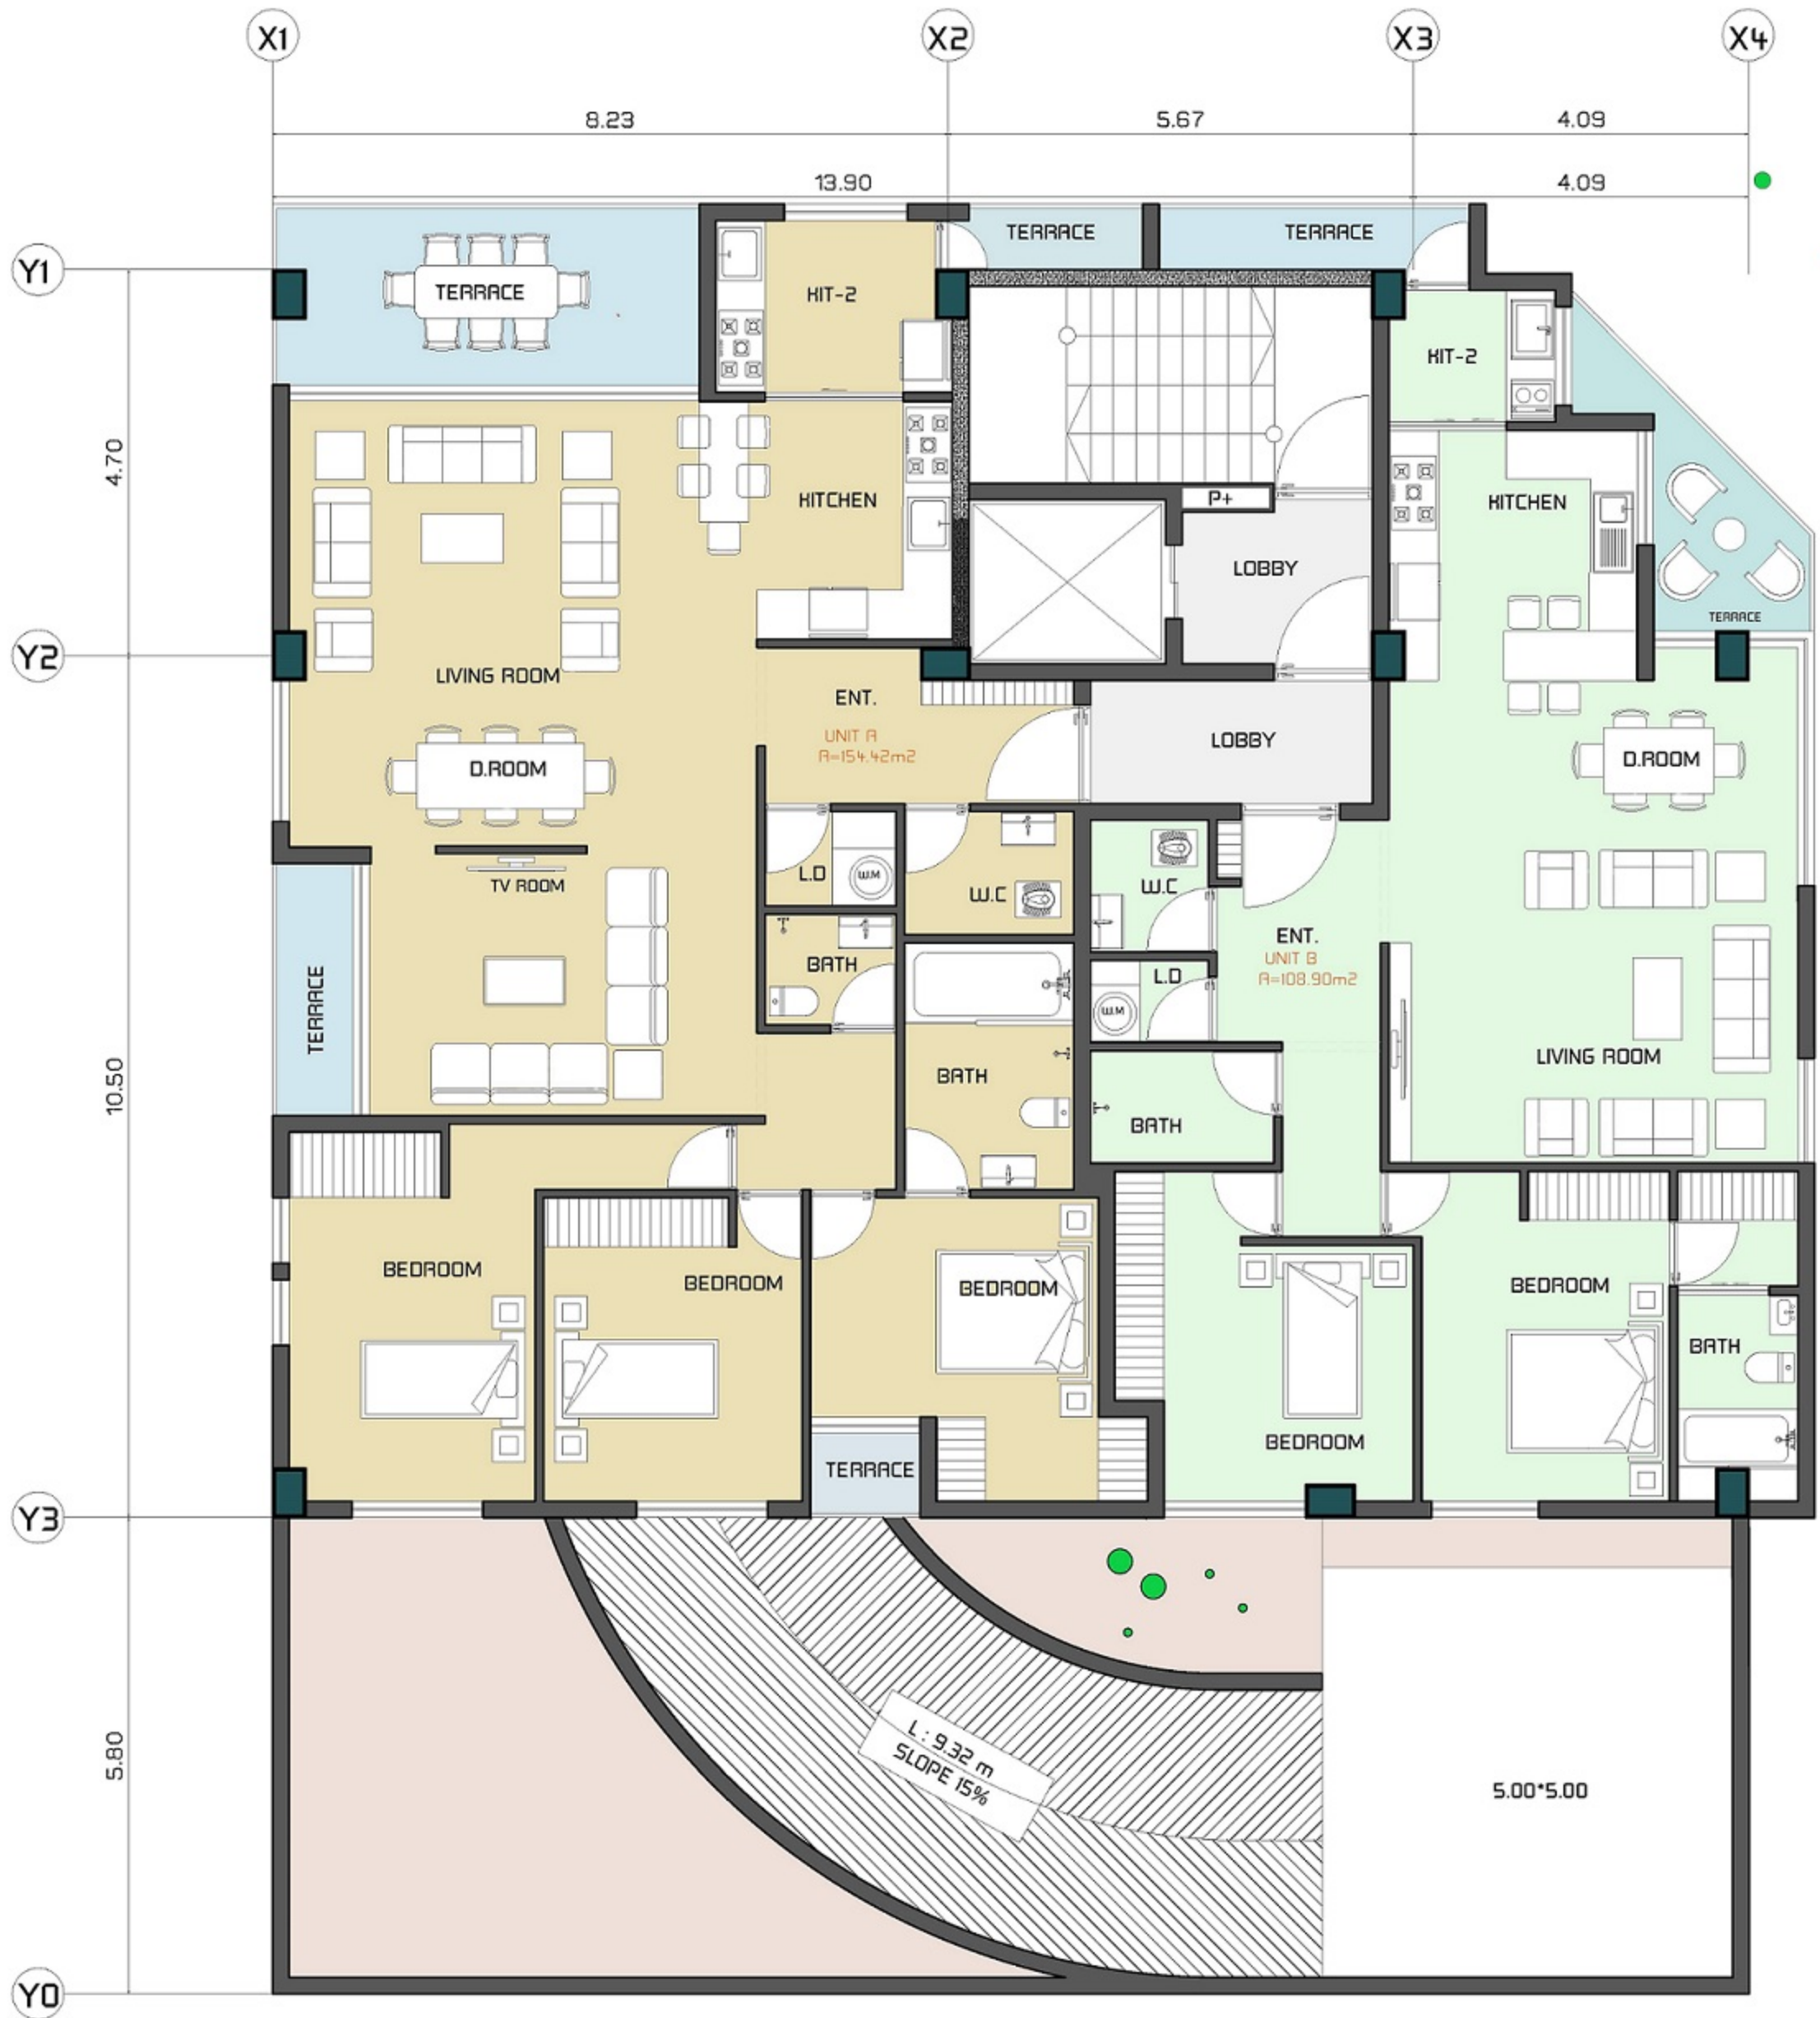 X1
X2
X3
X4
8.23
5.67
4.09
13.90
4.09
TERRACE
TERRACE
Y1
TERRACE
KIT-2
KIT-2
4.70
KITCHEN
P+
KITCHEN
LOBBY
TERRACE
Y2
LIVING ROOM
ENT.
UNIT A
A=154.42m2
LOBBY
D.ROOM
D.ROOM
TV ROOM
L.D
W.M
W.C
W.C
ENT.
UNIT B
A=108.90m2
BATH
L.D
W.M
TERRACE
LIVING ROOM
10.50
BATH
BATH
BEDROOM
BEDROOM
BEDROOM
BEDROOM
BATH
BEDROOM
TERRACE
Y3
L : 9.32 m
SLOPE 15%
5.80
5.00*5.00
Y0